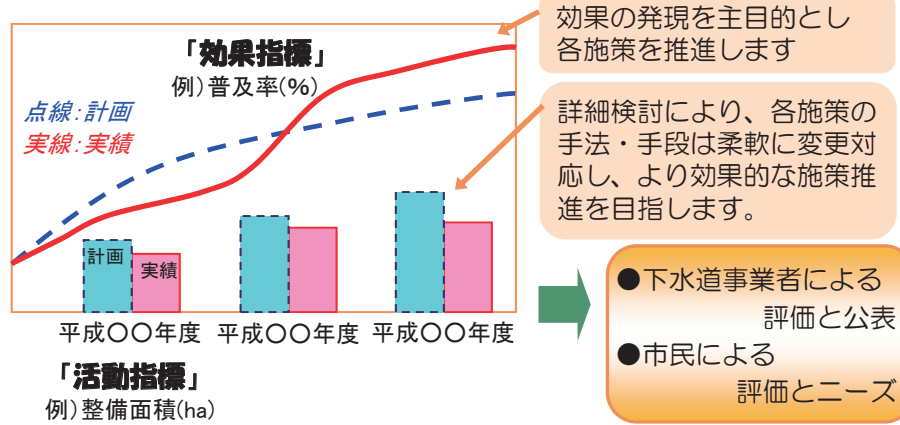 「効果指標」
例)普及率(%)
点線:計画
実線:実績
計画
実績
平成〇〇年度
平成〇〇年度
平成〇〇年度
「活動指標」
例)整備面積(ha)
効果の発現を主目的とし
各施策を推進します
詳細検討により、各施策の
手法・手段は柔軟に変更対
応し、より効果的な施策推
進を目指します。
●下水道事業者による
評価と公表
●市民による
評価とニーズ